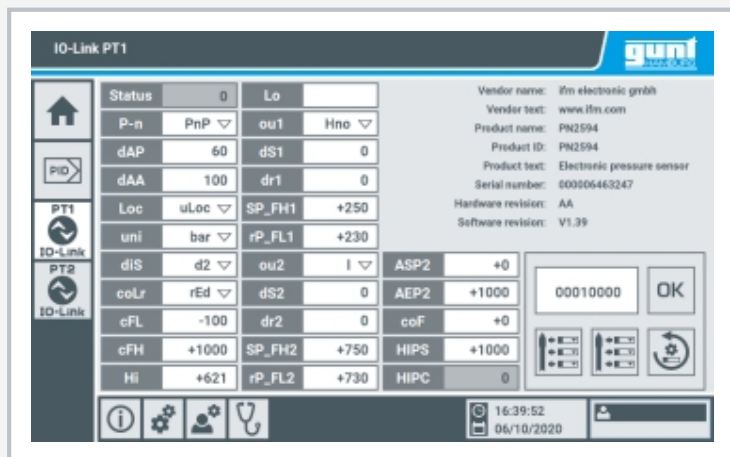 IO-Link PT1
gunt
HAMBURG
Status 0 Lo
P-n PnP ou1 Hno
dAP 60 dS1 0
dAA 100 dr1 0
Loc uLoc SP_FH1 +250
uni bar rP_FL1 +230
diS d2 ou2 I ASP2 +0
coLr rEd dS2 0 AEP2 +1000
cFL -100 dr2 0 coF +0
cFH +1000 SP_FH2 +750 HIPS +1000
Hi +621 rP_FL2 +730 HIPC 0
Vendor name: ifm electronic gmbh
Vendor text: www.ifm.com
Product name: PN2594
Product ID: PN2594
Product text: Electronic pressure sensor
Serial number: 000006463247
Hardware revision: AA
Software revision: V1.39
PID
PT1
IO-Link
PT2
IO-Link
00010000 OK
16:39:52
06/10/2020